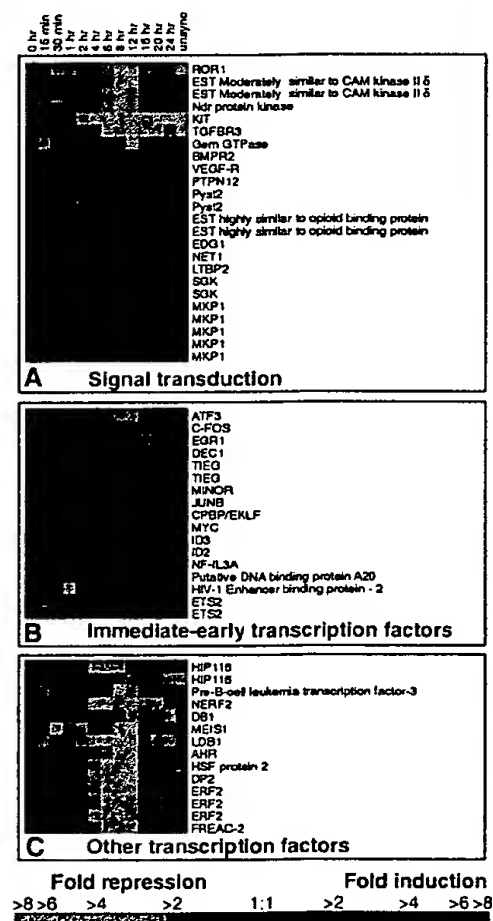 0 hr
15 min
30 min
1 hr
2 hr
4 hr
6 hr
8 hr
12 hr
16 hr
20 hr
24 hr
unsync
ROR1
EST Moderately similar to CAM kinase II δ
EST Moderately similar to CAM kinase II δ
Ndr protein kinase
KIT
TGFBR3
Gem GTPase
BMPR2
VEGF-R
PTPN12
Pyst2
Pyst2
EST highly similar to opioid binding protein
EST highly similar to opioid binding protein
EDG1
NET1
LTBP2
SGK
SGK
MKP1
MKP1
MKP1
MKP1
MKP1
A Signal transduction
ATF3
C-FOS
EGR1
DEC1
TIEG
TIEG
MINOR
JUNB
CPBP/EKLF
MYC
ID3
ID2
NF-IL3A
Putative DNA binding protein A20
HIV-1 Enhancer binding protein - 2
ETS2
ETS2
B Immediate-early transcription factors
HIP116
HIP116
Pre-B-cell leukemia transcription factor-3
NERF2
DB1
MEIS1
LDB1
AHR
HSF protein 2
DP2
ERF2
ERF2
ERF2
FREAC-2
C Other transcription factors
Fold repression Fold induction
>8 >6 >4 >2 1:1 >2 >4 >6 >8